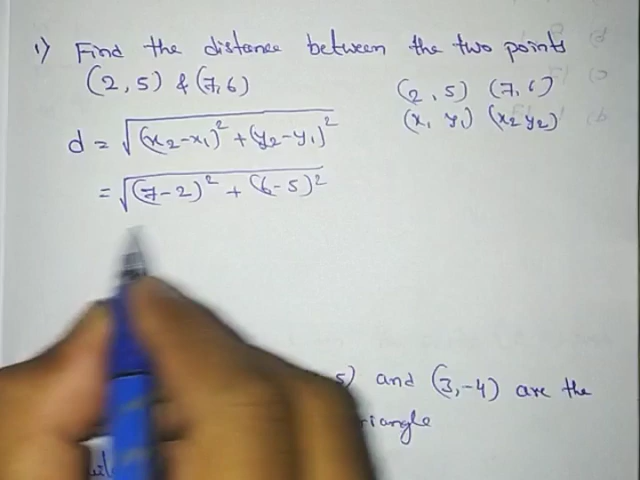 1) Find the distance between the two points
(2, 5) & (7, 6)
(2, 5) (7, 6)
(x₁ y₁) (x₂ y₂)
d = √(x₂-x₁)² + (y₂-y₁)²
= √(7-2)² + (6-5)²
5) and (3, -4) are the
riangle